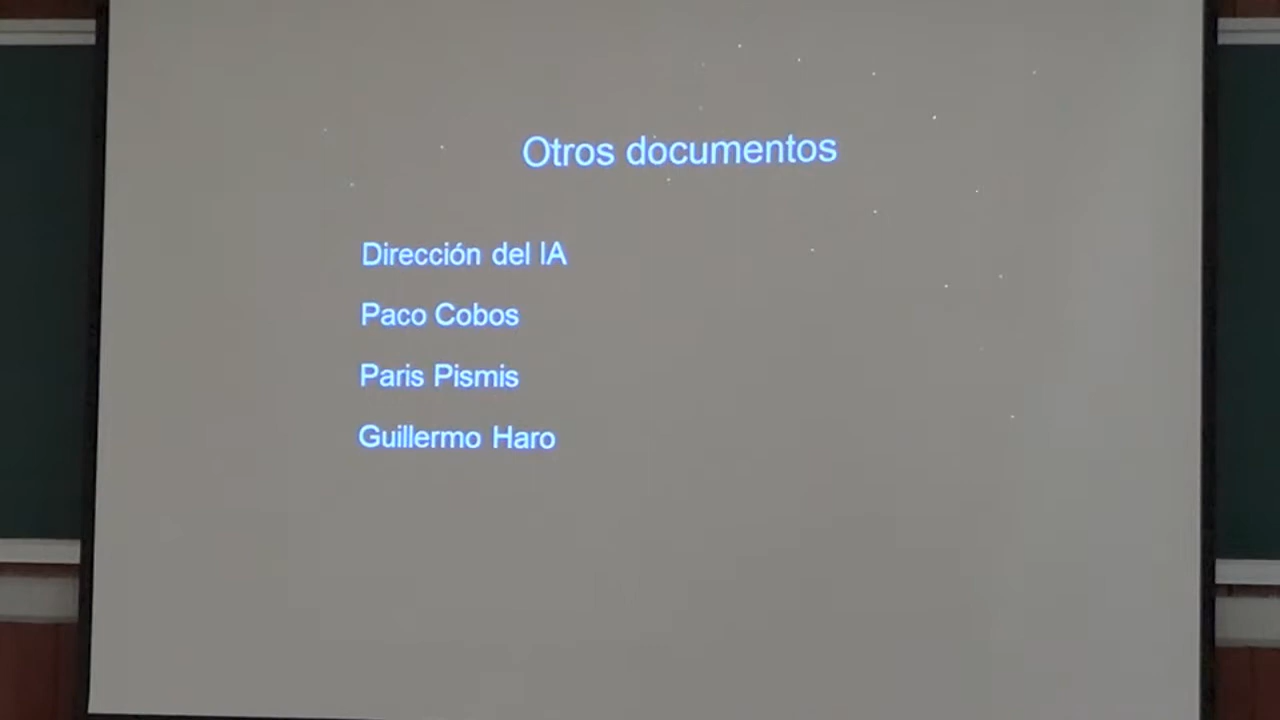 Otros documentos
Dirección del IA
Paco Cobos
Paris Pismis
Guillermo Haro